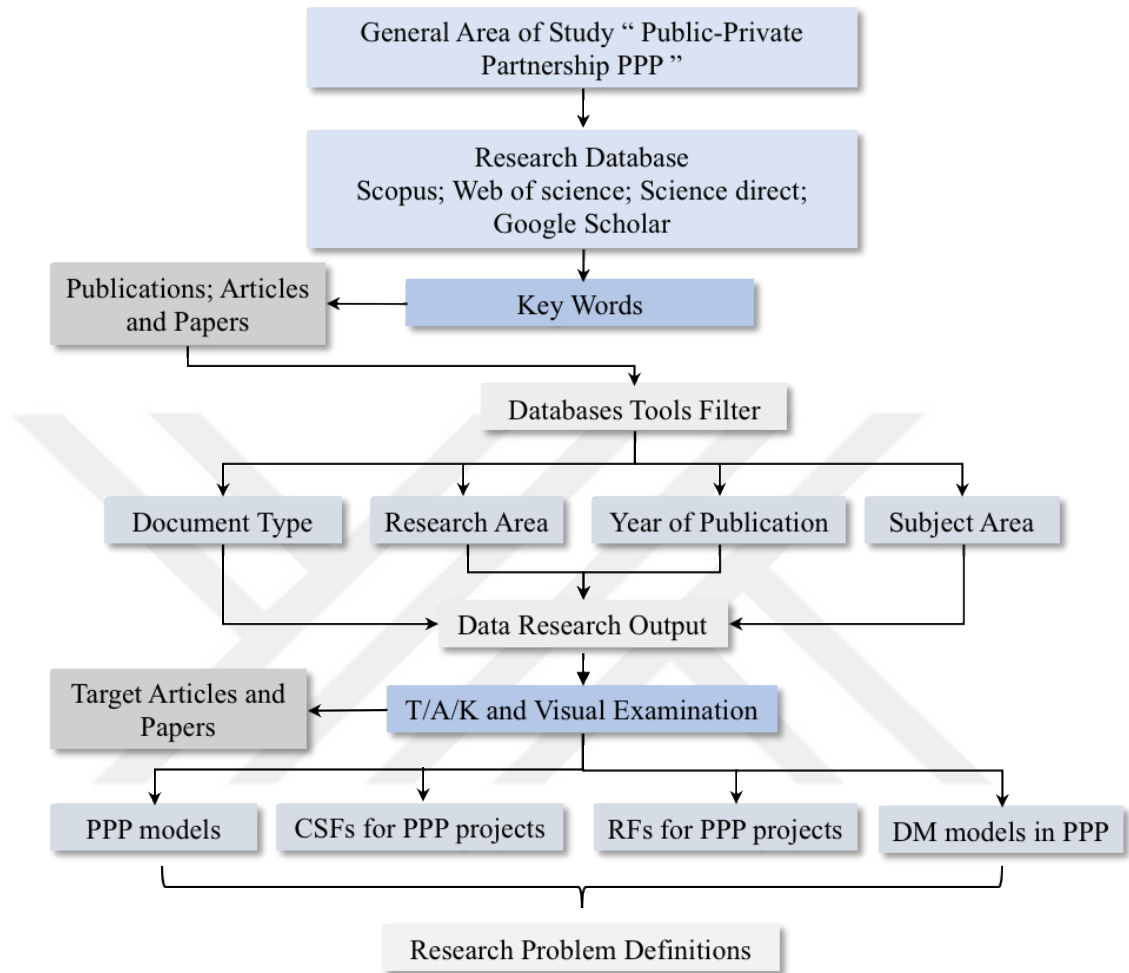 General Area of Study “ Public-Private
Partnership PPP ”
Research Database
Scopus; Web of science; Science direct;
Google Scholar
Publications; Articles
and Papers
Key Words
Databases Tools Filter
Document Type
Research Area
Year of Publication
Subject Area
Data Research Output
Target Articles and
Papers
T/A/K and Visual Examination
PPP models
CSFs for PPP projects
RFs for PPP projects
DM models in PPP
Research Problem Definitions